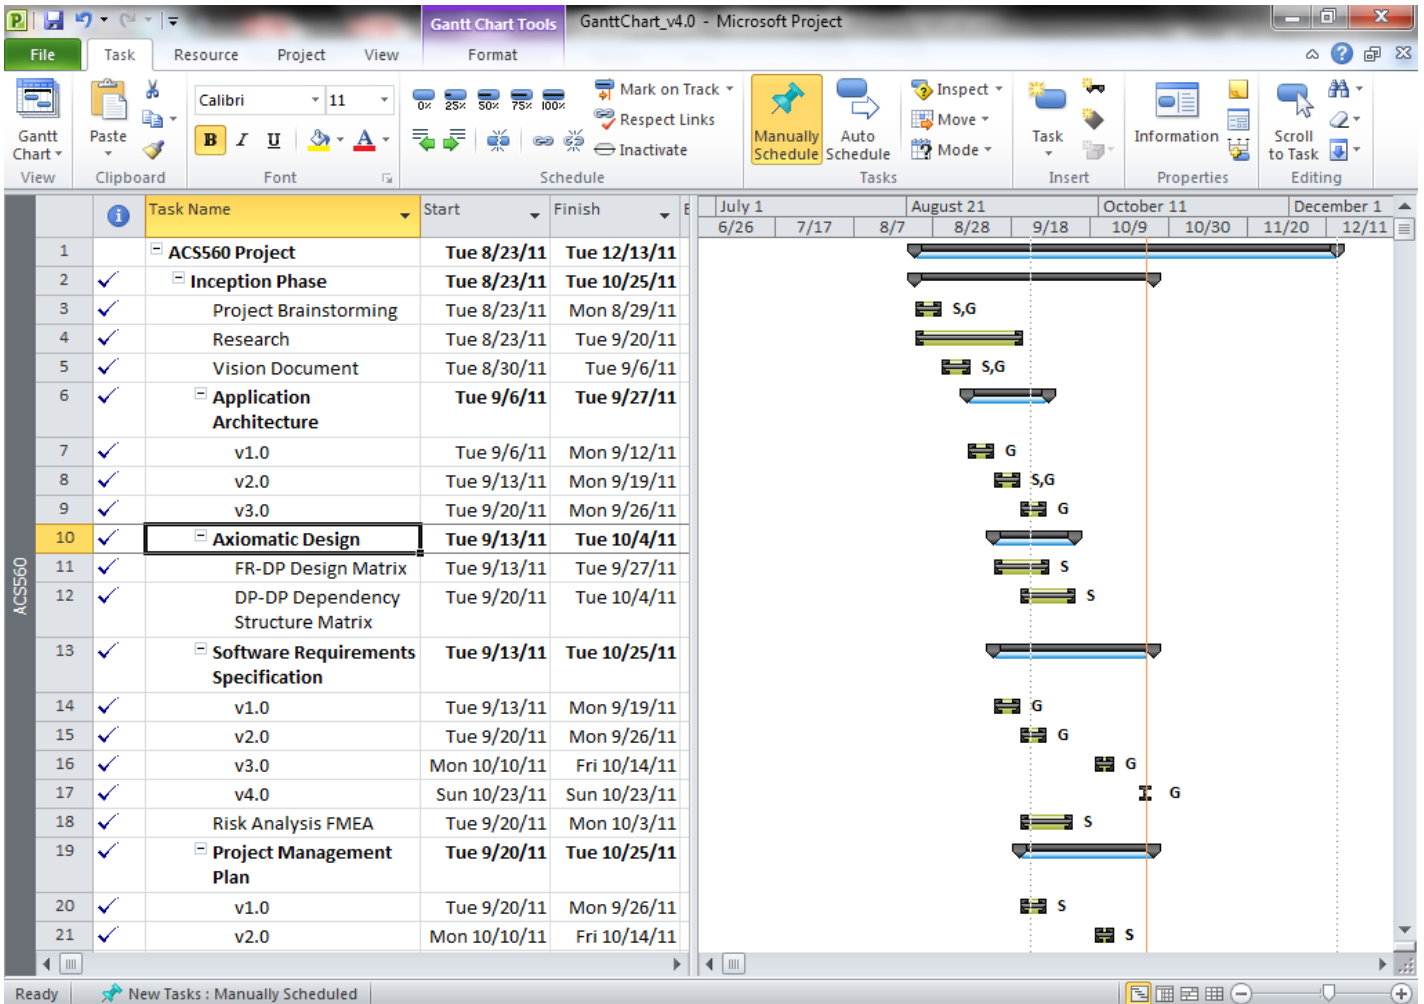 Gantt Chart Tools GanttChart_v4.0 - Microsoft Project
File Task Resource Project View Format
Calibri 11
0% 25% 50% 75% 100%
Mark on Track
Respect Links
Inactivate
Gantt Chart
Paste
B I U A
Manually Schedule
Auto Schedule
Inspect
Move
Mode
Task
Information
Scroll to Task
View Clipboard Font Schedule Tasks Insert Properties Editing
Task Name Start Finish
July 1 August 21 October 11 December 1
6/26 7/17 8/7 8/28 9/18 10/9 10/30 11/20 12/11
1 ACS560 Project Tue 8/23/11 Tue 12/13/11
2 Inception Phase Tue 8/23/11 Tue 10/25/11
3 Project Brainstorming Tue 8/23/11 Mon 8/29/11 S,G
4 Research Tue 8/23/11 Tue 9/20/11
5 Vision Document Tue 8/30/11 Tue 9/6/11 S,G
6 Application Tue 9/6/11 Tue 9/27/11
Architecture
7 v1.0 Tue 9/6/11 Mon 9/12/11 G
8 v2.0 Tue 9/13/11 Mon 9/19/11 S,G
9 v3.0 Tue 9/20/11 Mon 9/26/11 G
10 Axiomatic Design Tue 9/13/11 Tue 10/4/11
11 FR-DP Design Matrix Tue 9/13/11 Tue 9/27/11 S
12 DP-DP Dependency Tue 9/20/11 Tue 10/4/11 S
Structure Matrix
13 Software Requirements Tue 9/13/11 Tue 10/25/11
Specification
14 v1.0 Tue 9/13/11 Mon 9/19/11 G
15 v2.0 Tue 9/20/11 Mon 9/26/11 G
16 v3.0 Mon 10/10/11 Fri 10/14/11 G
17 v4.0 Sun 10/23/11 Sun 10/23/11 G
18 Risk Analysis FMEA Tue 9/20/11 Mon 10/3/11 S
19 Project Management Tue 9/20/11 Tue 10/25/11
Plan
20 v1.0 Tue 9/20/11 Mon 9/26/11 S
21 v2.0 Mon 10/10/11 Fri 10/14/11 S
ACS560
Ready New Tasks : Manually Scheduled